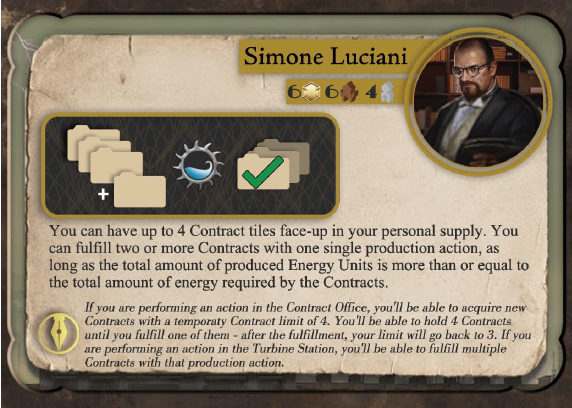 Simone Luciani
6 6 4
+
You can have up to 4 Contract tiles face-up in your personal supply. You
can fulfill two or more Contracts with one single production action, as
long as the total amount of produced Energy Units is more than or equal to
the total amount of energy required by the Contracts.
If you are performing an action in the Contract Office, you'll be able to acquire new
Contracts with a temporaty Contract limit of 4. You'll be able to hold 4 Contracts
until you fulfill one of them - after the fulfillment, your limit will go back to 3. If you
are performing an action in the Turbine Station, you'll be able to fulfill multiple
Contracts with that production action.